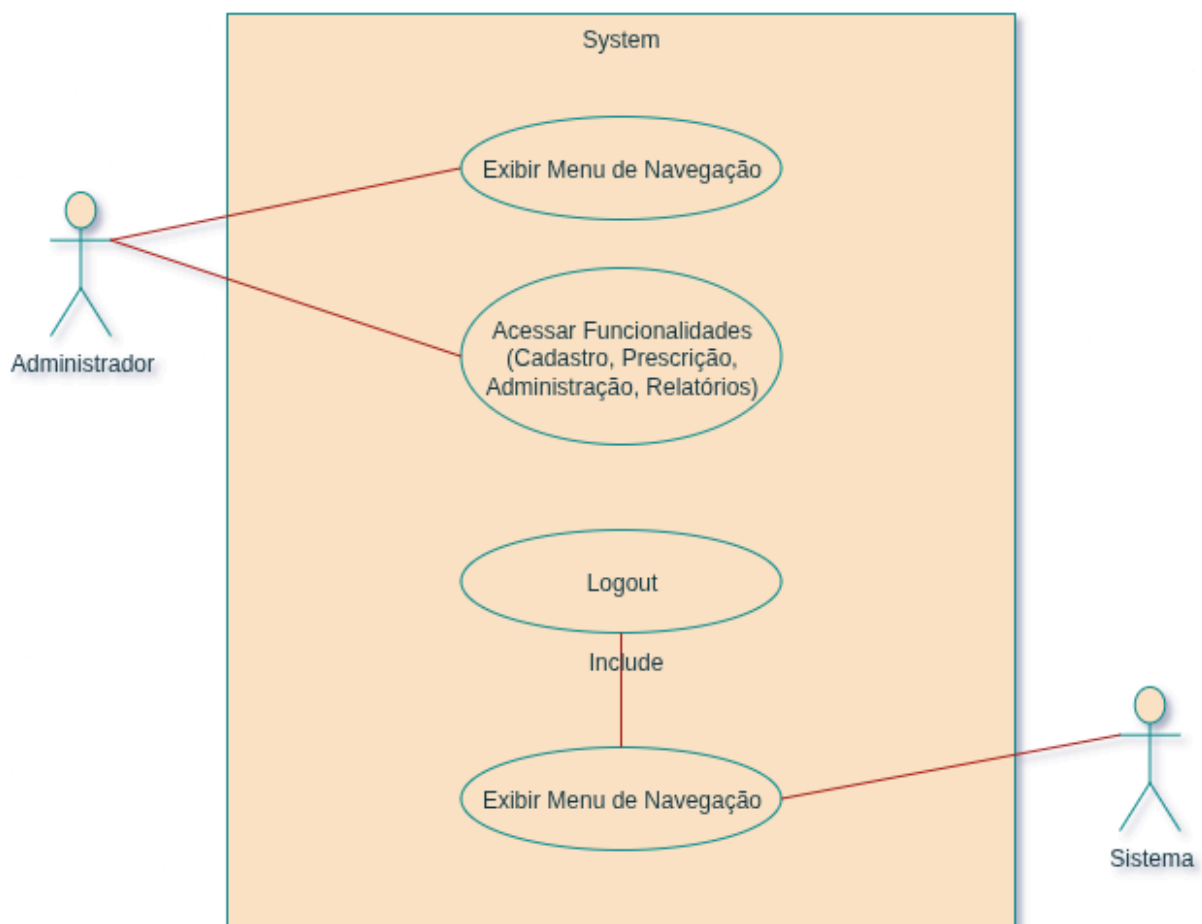 System
Exibir Menu de Navegação
Acessar Funcionalidades
(Cadastro, Prescrição,
Administração, Relatórios)
Administrador
Logout
Include
Exibir Menu de Navegação
Sistema